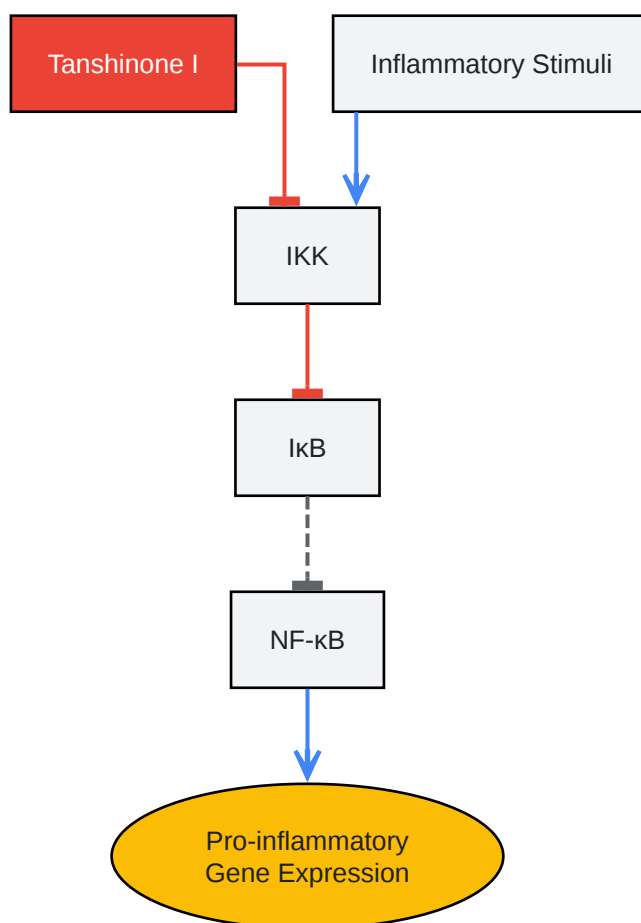 Tanshinone I
Inflammatory Stimuli
IKK
IκB
NF-κB
Pro-inflammatory
Gene Expression